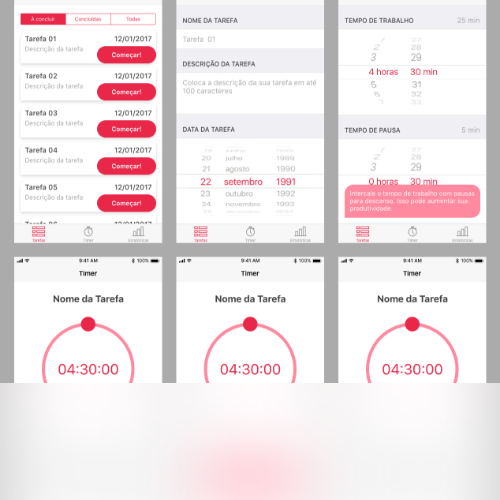 A concluir Concluídas Todas
Tarefa 01 12/01/2017
Descrição da tarefa
Começar!
Tarefa 02 12/01/2017
Descrição da tarefa
Começar!
Tarefa 03 12/01/2017
Descrição da tarefa
Começar!
Tarefa 04 12/01/2017
Descrição da tarefa
Começar!
Tarefa 05 12/01/2017
Descrição da tarefa
Começar!
Tarefas Timer Estatísticas
NOME DA TAREFA
Tarefa 01
DESCRIÇÃO DA TAREFA
Coloca a descrição da sua tarefa em até
100 caracteres
DATA DA TAREFA
20 julho 1989
21 agosto 1990
22 setembro 1991
23 outubro 1992
34 novembro 1993
Tarefas Timer Estatísticas
TEMPO DE TRABALHO 25 min
2 28
3 29
4 horas 30 min
5 31
6 32
TEMPO DE PAUSA 5 min
2 28
3 29
0 horas 30 min
Intercale o tempo de trabalho com pausas
para descanso. Isso pode aumentar sua
produtividade.
Tarefas Timer Estatísticas
9:41 AM 100%
Timer
Nome da Tarefa
04:30:00
9:41 AM 100%
Timer
Nome da Tarefa
04:30:00
9:41 AM 100%
Timer
Nome da Tarefa
04:30:00